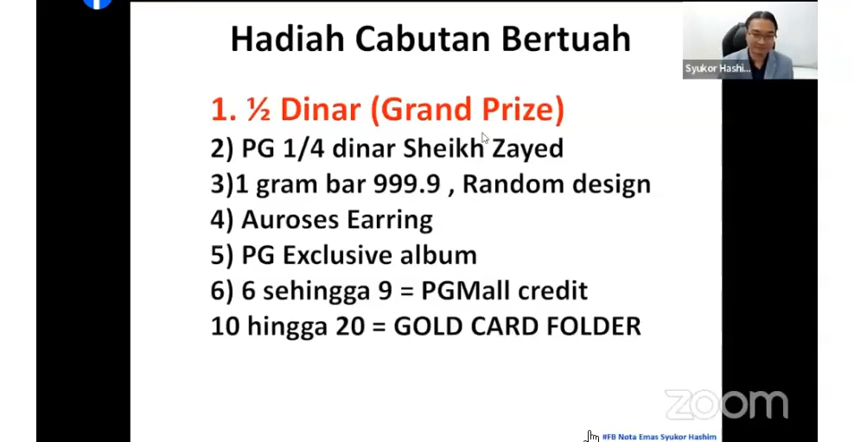 Hadiah Cabutan Bertuah
Syukor Hashi...
1. ½ Dinar (Grand Prize)
2) PG 1/4 dinar Sheikh Zayed
3)1 gram bar 999.9 , Random design
4) Auroses Earring
5) PG Exclusive album
6) 6 sehingga 9 = PGMall credit
10 hingga 20 = GOLD CARD FOLDER
zoom
#FB Nota Emas Syukor Hashim